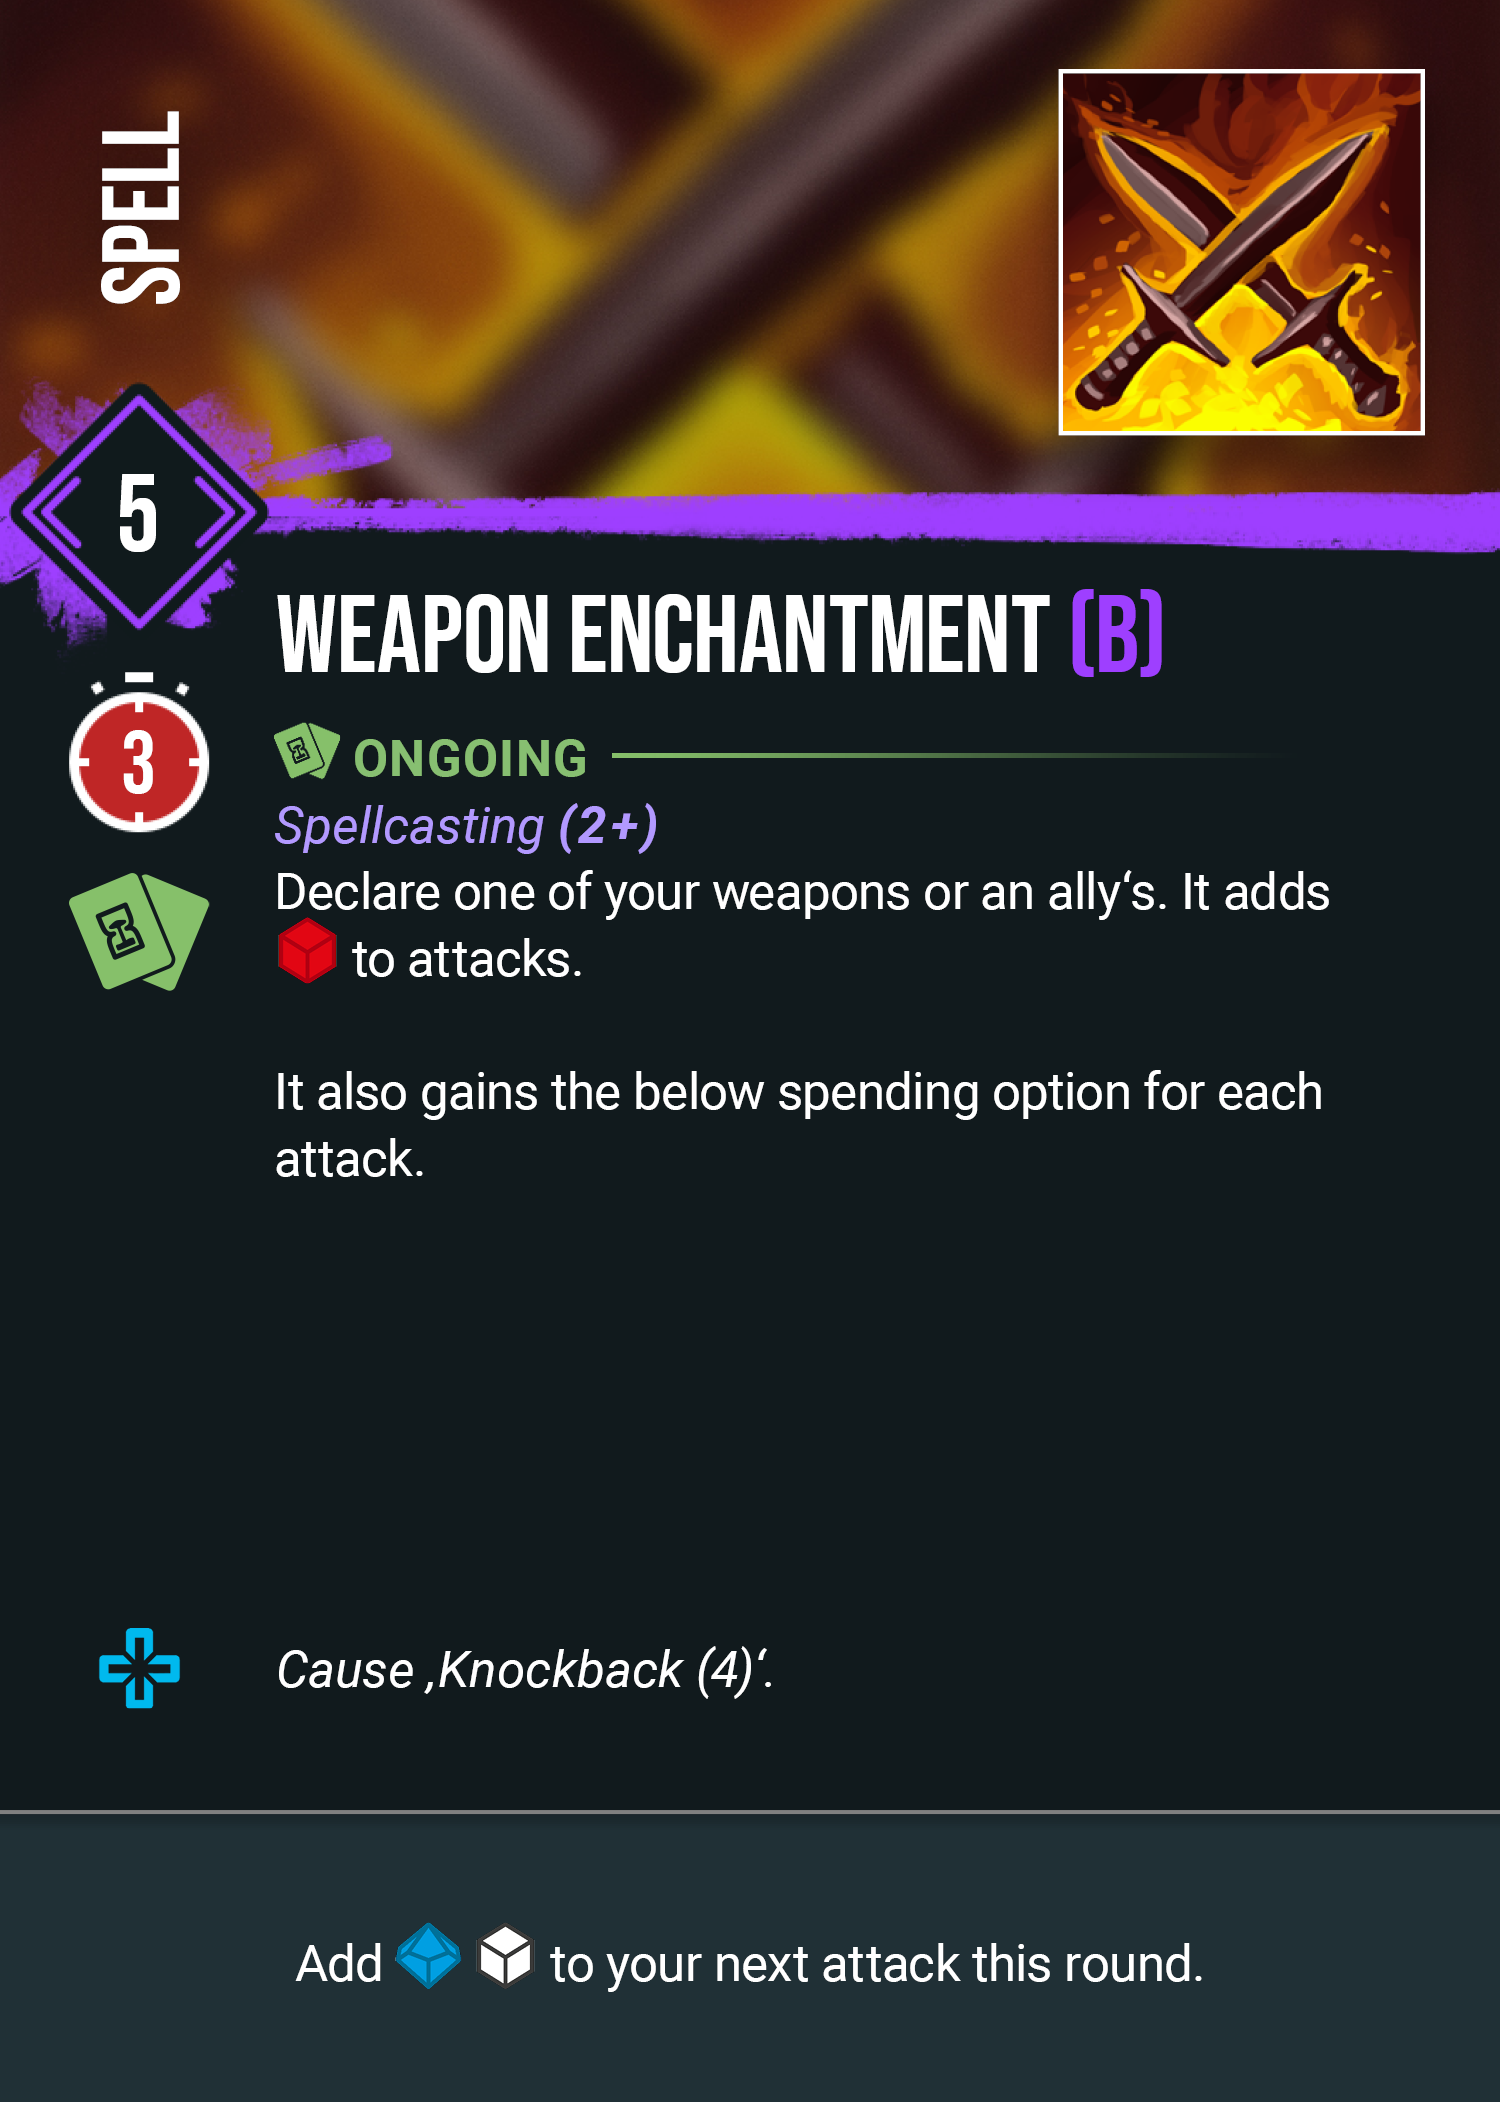 SPELL
5
WEAPON ENCHANTMENT (B)
3
ONGOING
Spellcasting (2+)
Declare one of your weapons or an ally‘s. It adds
to attacks.
It also gains the below spending option for each
attack.
Cause ‚Knockback (4)‘.
Add to your next attack this round.